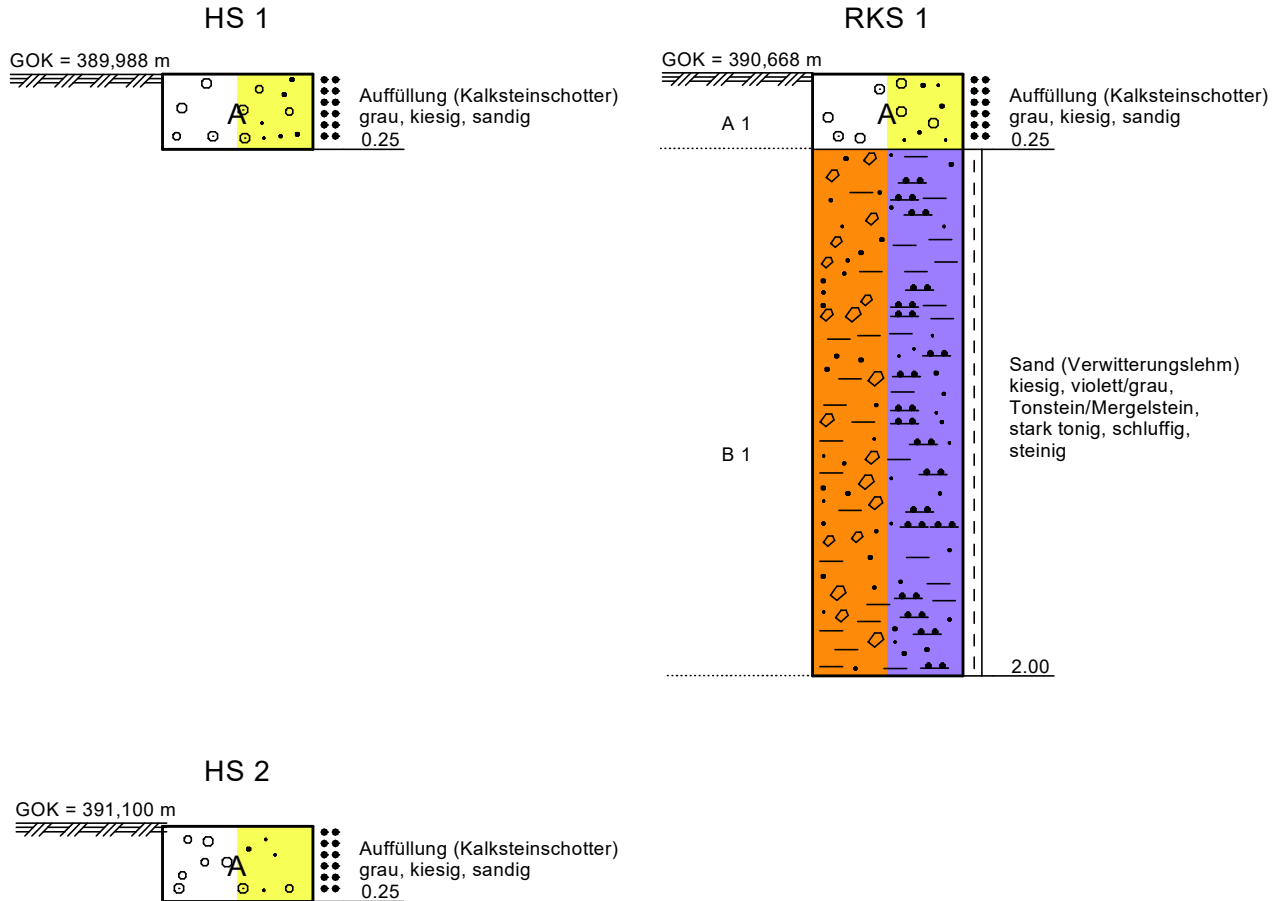 HS 1
GOK = 389,988 m
A
Auffüllung (Kalksteinschotter)
grau, kiesig, sandig
0.25
RKS 1
GOK = 390,668 m
A 1
A
Auffüllung (Kalksteinschotter)
grau, kiesig, sandig
0.25
B 1
Sand (Verwitterungslehm)
kiesig, violett/grau,
Tonstein/Mergelstein,
stark tonig, schluffig,
steinig
2.00
HS 2
GOK = 391,100 m
A
Auffüllung (Kalksteinschotter)
grau, kiesig, sandig
0.25